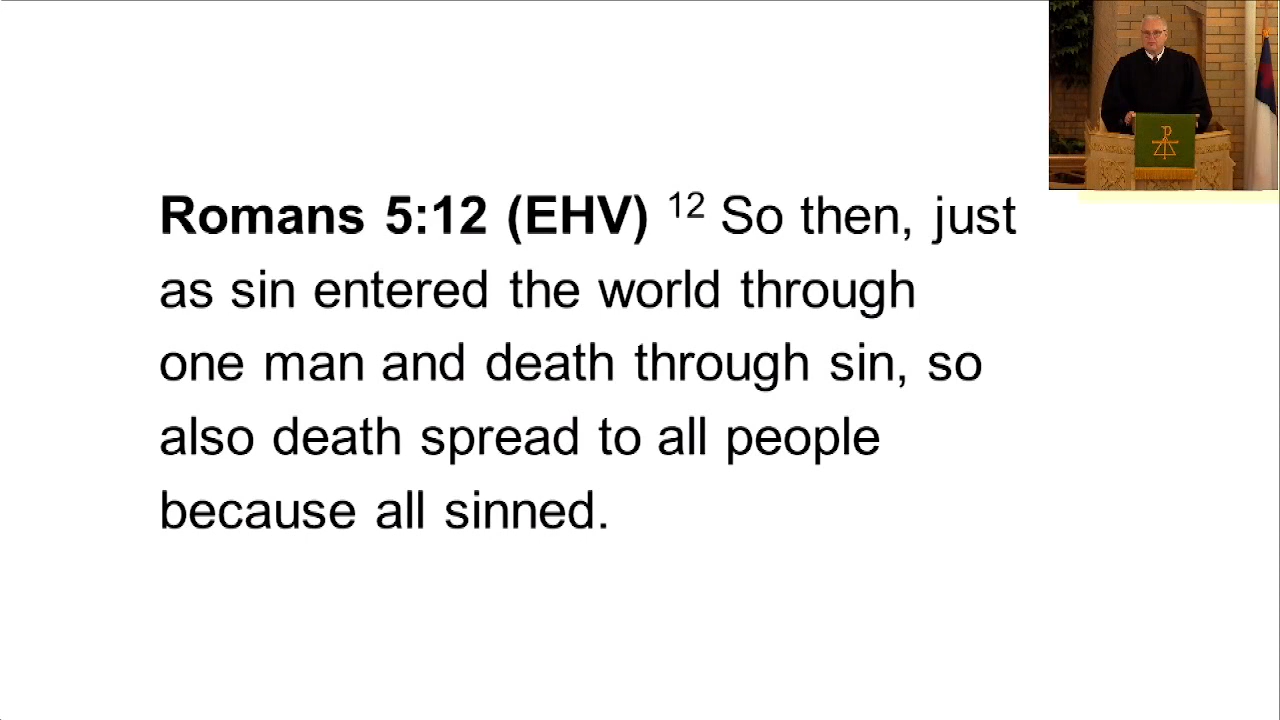 Romans 5:12 (EHV) 12 So then, just
as sin entered the world through
one man and death through sin, so
also death spread to all people
because all sinned.